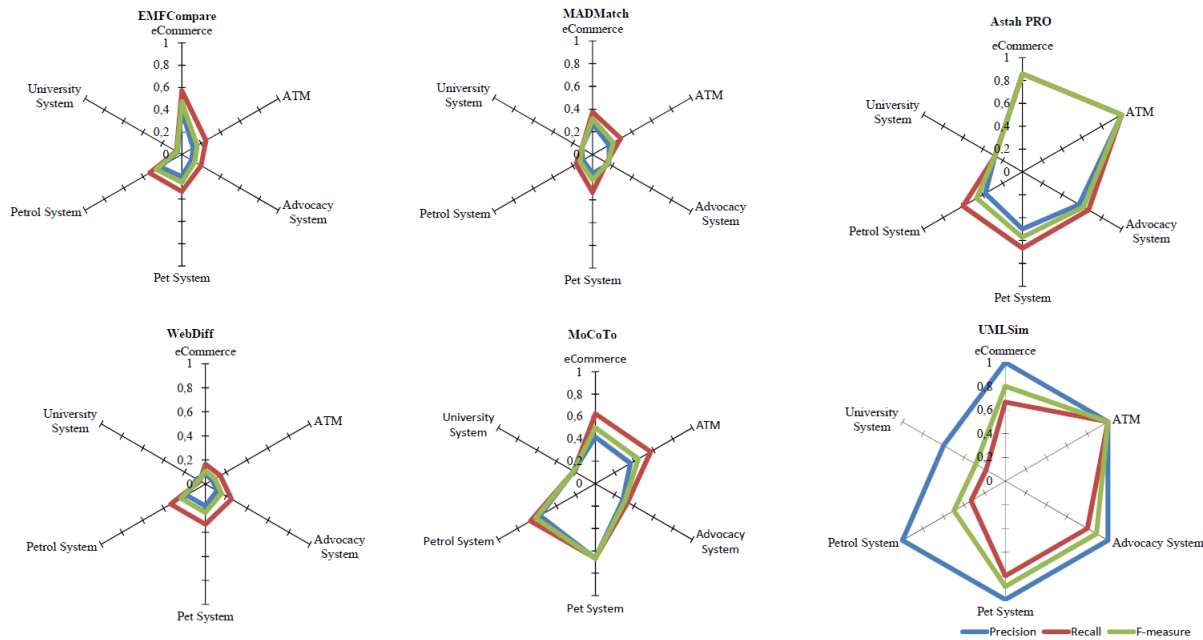 EMFCompare
eCommerce
1
0,8
0,6
0,4
0,2
0
University
System
ATM
Petrol System
Advocacy
System
Pet System
MADMatch
eCommerce
1
0,8
0,6
0,4
0,2
0
University
System
ATM
Petrol System
Advocacy
System
Pet System
Astah PRO
eCommerce
1
0,8
0,6
0,4
0,2
0
University
System
ATM
Petrol System
Advocacy
System
Pet System
WebDiff
eCommerce
1
0,8
0,6
0,4
0,2
0
University
System
ATM
Petrol System
Advocacy
System
Pet System
MoCoTo
eCommerce
1
0,8
0,6
0,4
0,2
0
University
System
ATM
Petrol System
Advocacy
System
Pet System
UMLSim
eCommerce
1
0,8
0,6
0,4
0,2
0
University
System
ATM
Petrol System
Advocacy System
Pet System
Precision Recall F-measure